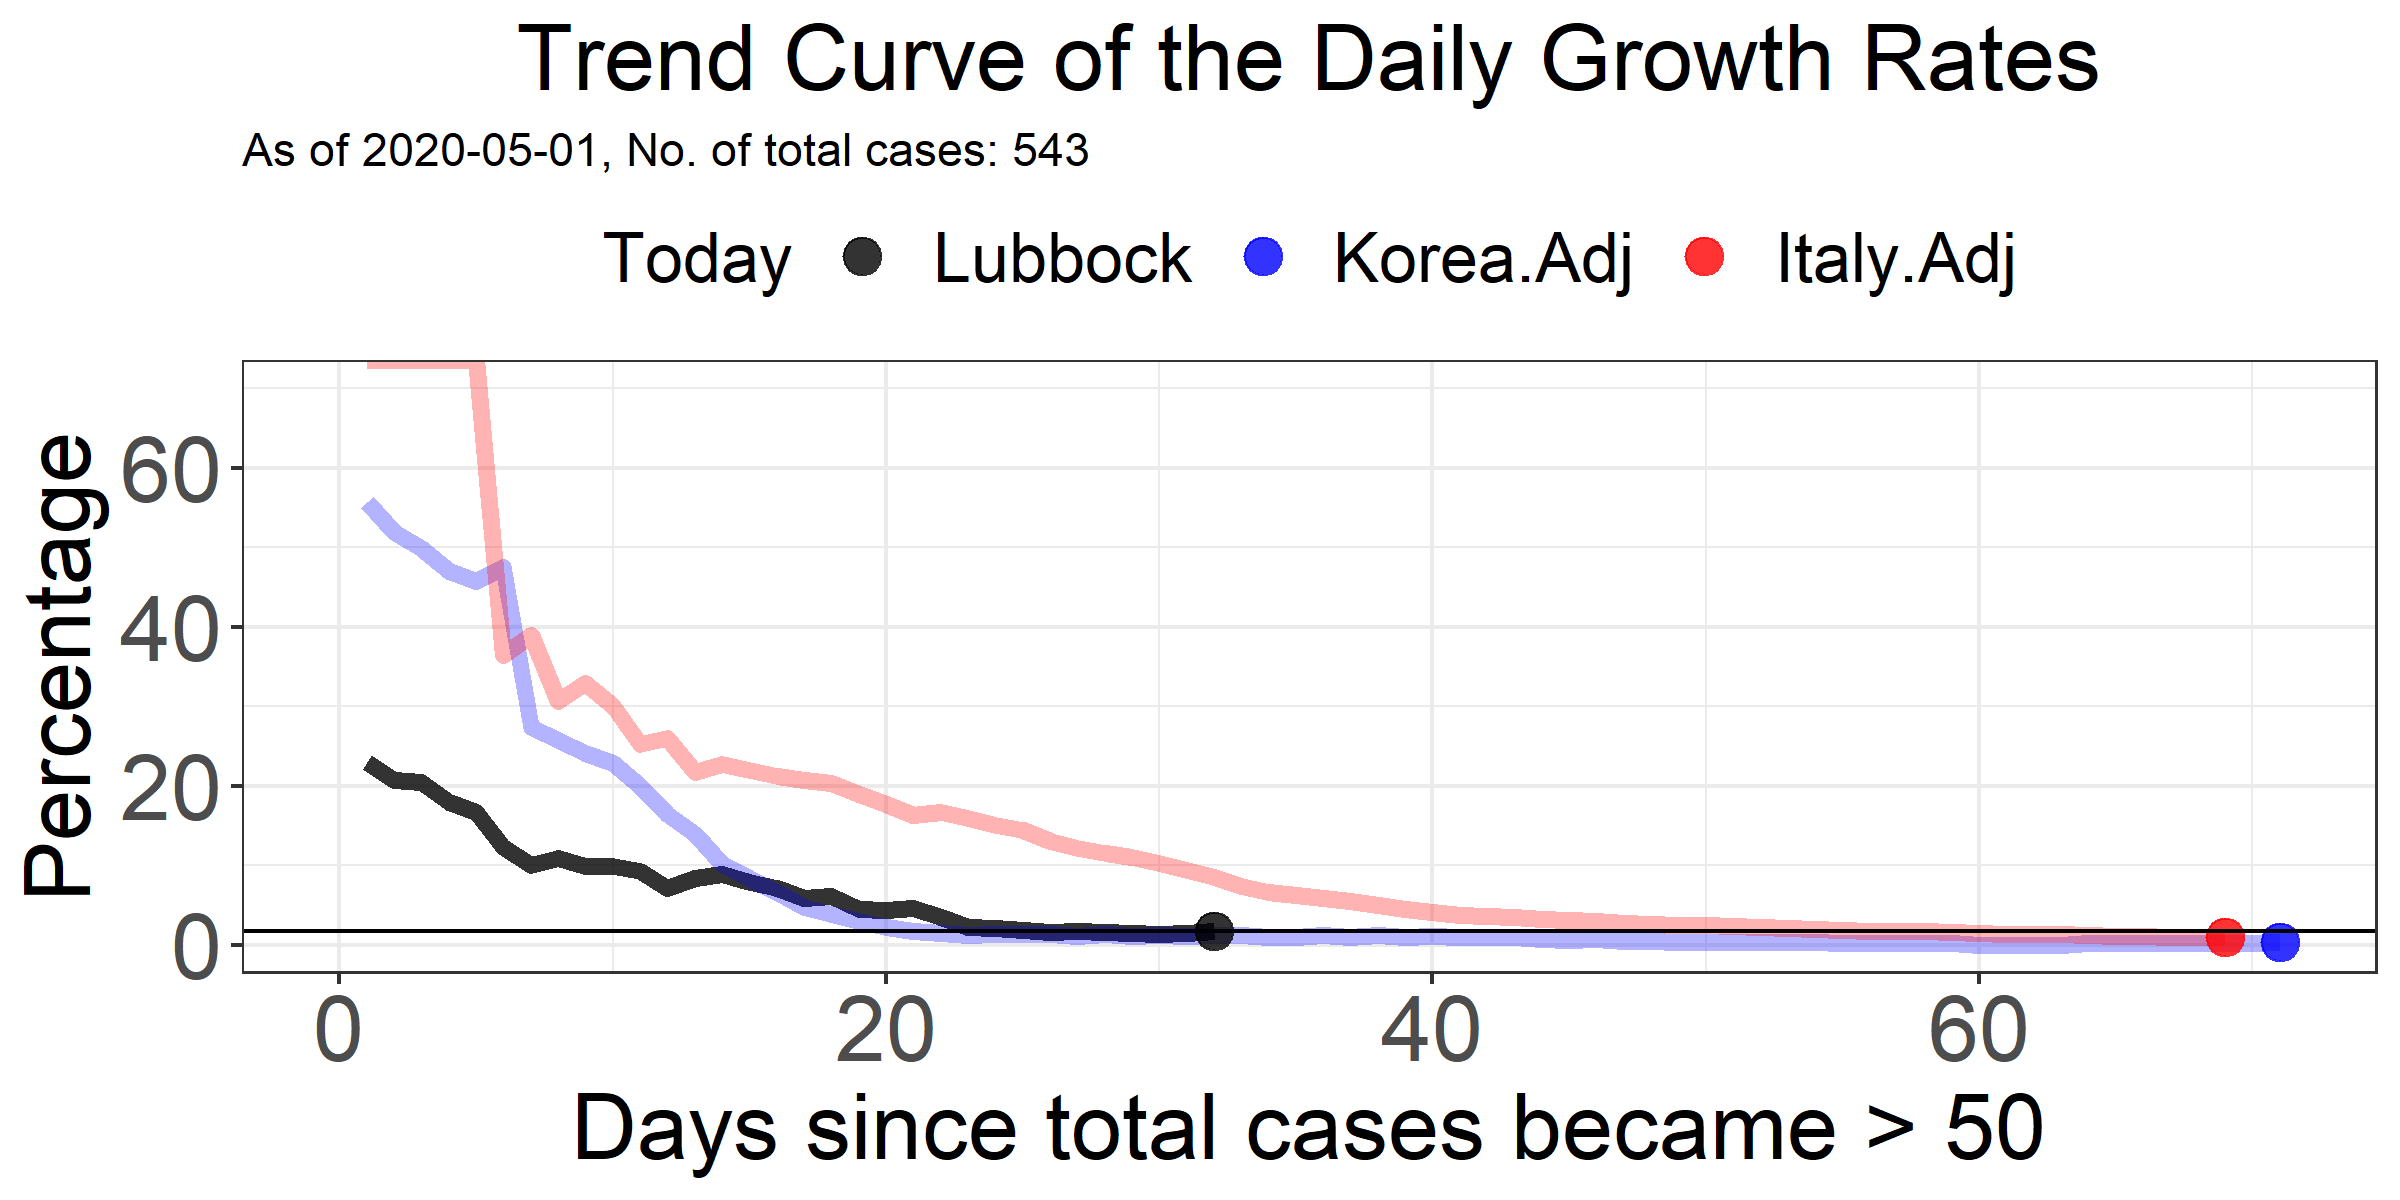 Trend Curve of the Daily Growth Rates
As of 2020-05-01, No. of total cases: 543
Today Lubbock Korea.Adj Italy.Adj
Percentage
60
40
20
0
0 20 40 60
Days since total cases became > 50